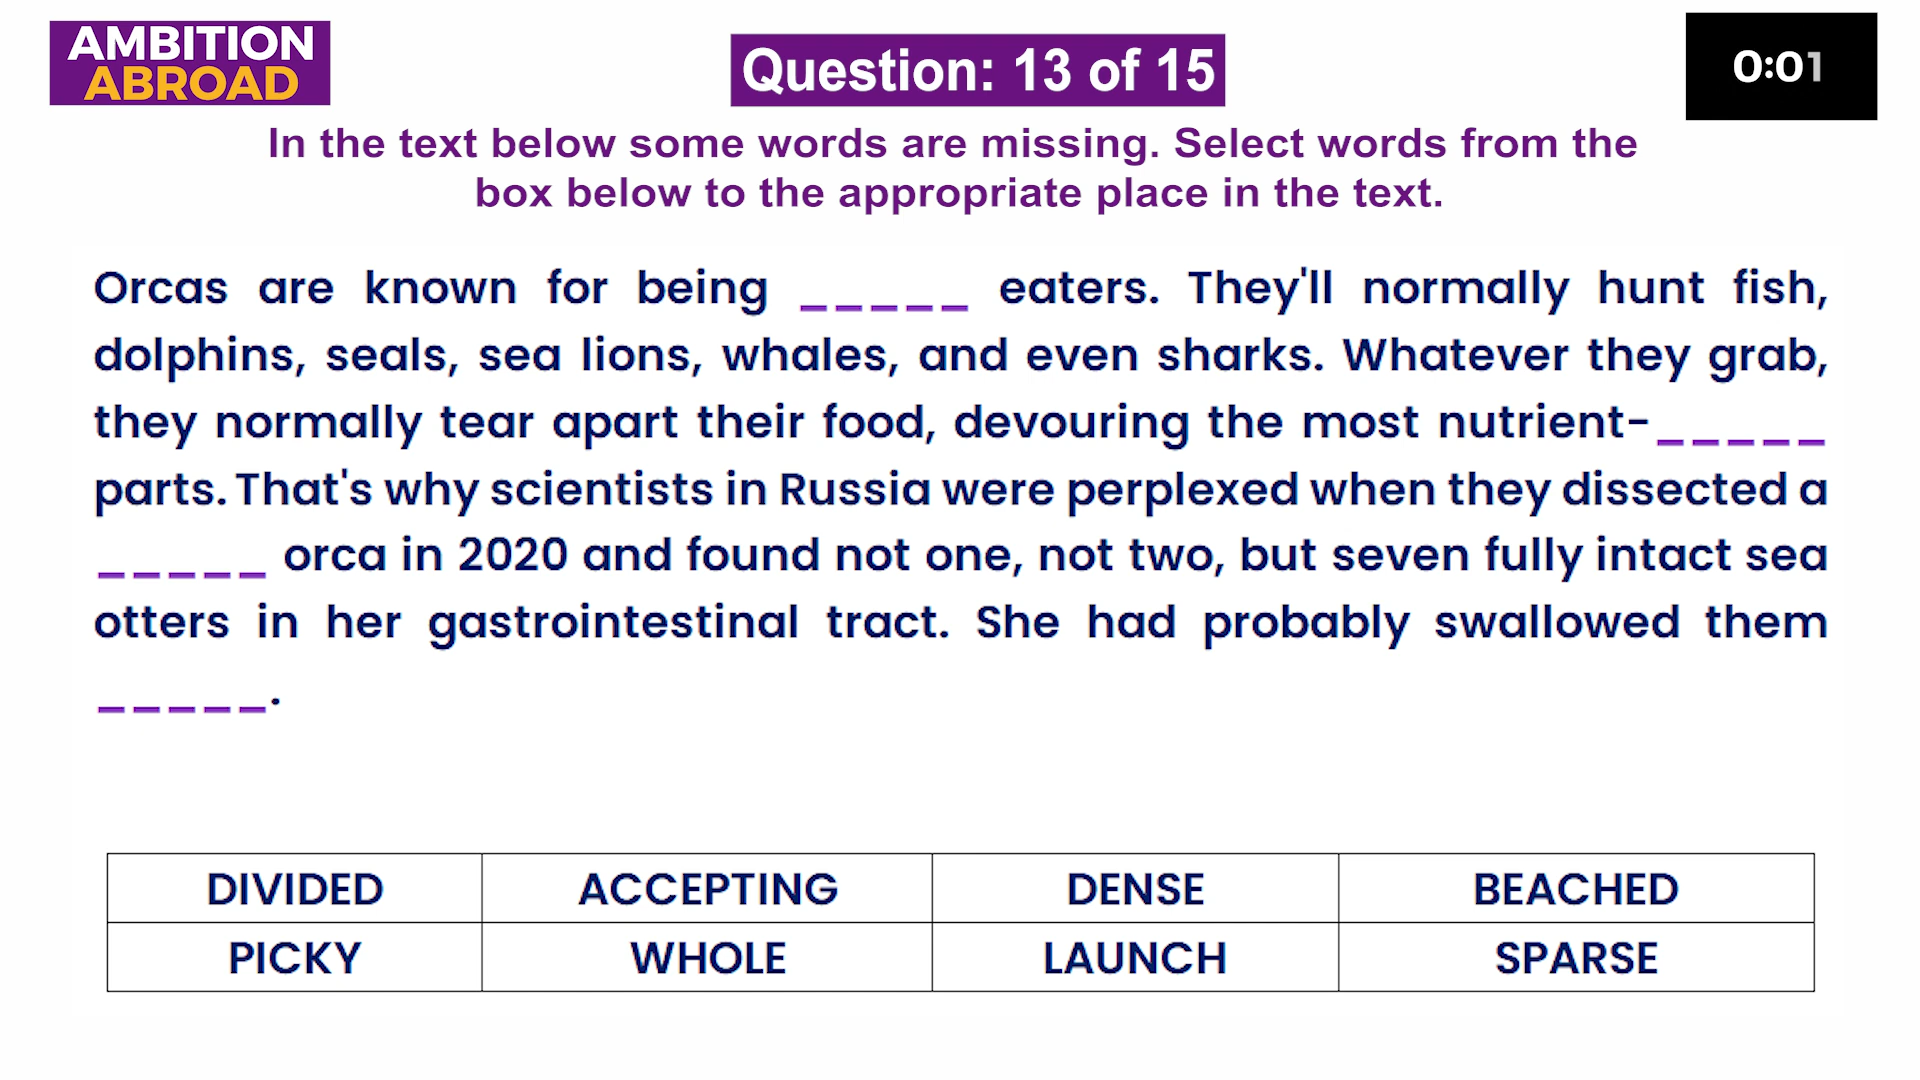 AMBITION
ABROAD
Question: 13 of 15
0:01
In the text below some words are missing. Select words from the
box below to the appropriate place in the text.
Orcas are known for being _____ eaters. They'll normally hunt fish,
dolphins, seals, sea lions, whales, and even sharks. Whatever they grab,
they normally tear apart their food, devouring the most nutrient-_____
parts. That's why scientists in Russia were perplexed when they dissected a
_____ orca in 2020 and found not one, not two, but seven fully intact sea
otters in her gastrointestinal tract. She had probably swallowed them
_____.
DIVIDED ACCEPTING DENSE BEACHED
PICKY WHOLE LAUNCH SPARSE